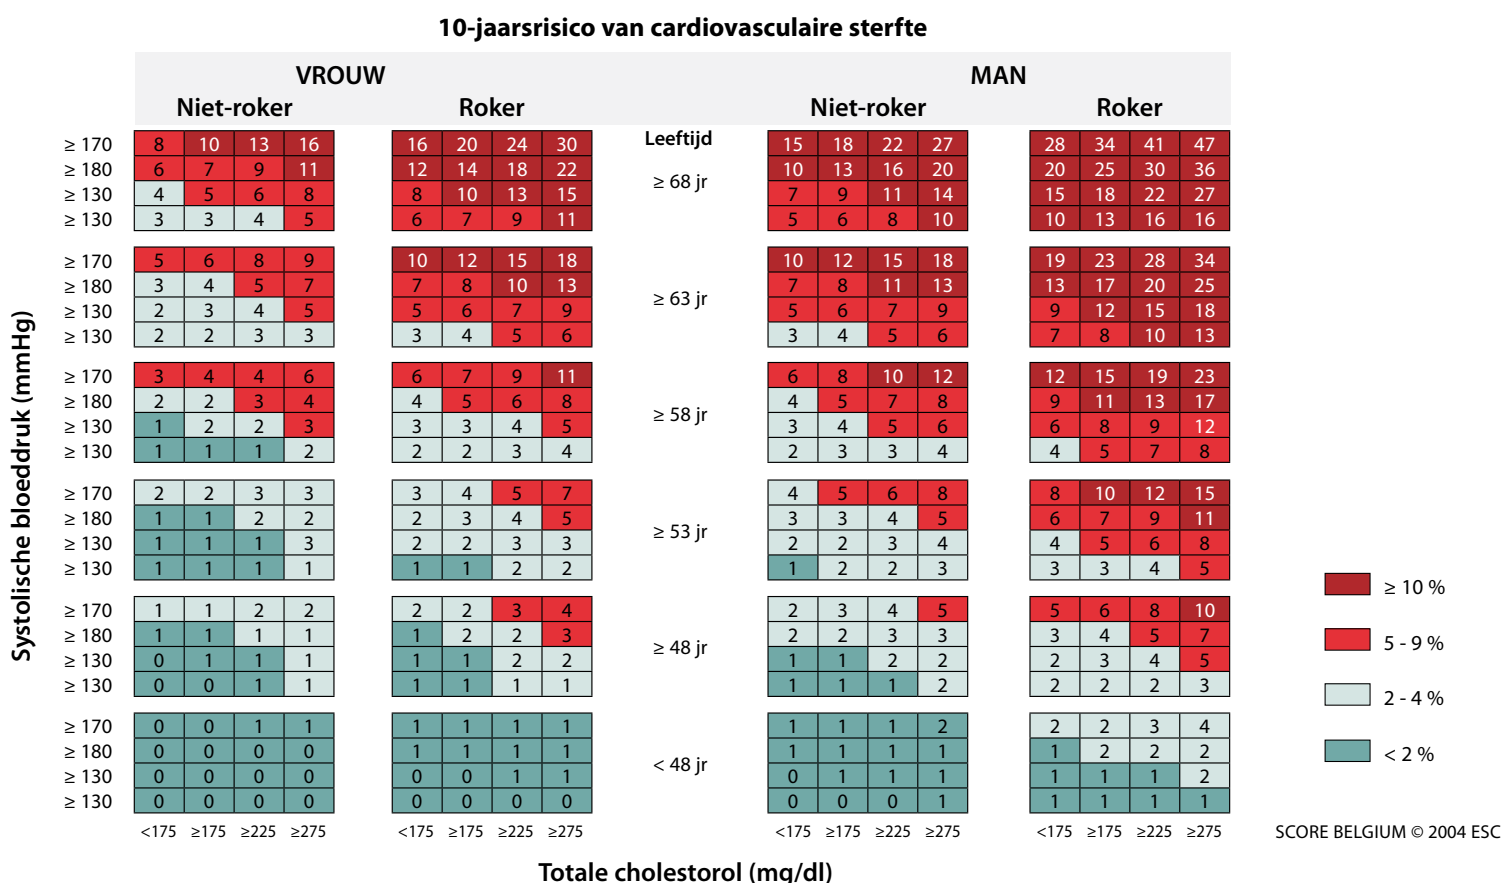 10-jaarsrisico van cardiovasculaire sterfte
VROUW MAN
Niet-roker Roker Niet-roker Roker
Leeftijd
≥ 170 8 10 13 16 16 20 24 30 15 18 22 27 28 34 41 47
≥ 180 6 7 9 11 12 14 18 22 10 13 16 20 20 25 30 36
≥ 68 jr
≥ 130 4 5 6 8 8 10 13 15 7 9 11 14 15 18 22 27
≥ 130 3 3 4 5 6 7 9 11 5 6 8 10 10 13 16 16
≥ 170 5 6 8 9 10 12 15 18 10 12 15 18 19 23 28 34
≥ 180 3 4 5 7 7 8 10 13 7 8 11 13 13 17 20 25
≥ 63 jr
≥ 130 2 3 4 5 5 6 7 9 5 6 7 9 9 12 15 18
≥ 130 2 2 3 3 3 4 5 6 3 4 5 6 7 8 10 13
≥ 170 3 4 4 6 6 7 9 11 6 8 10 12 12 15 19 23
≥ 180 2 2 3 4 4 5 6 8 4 5 7 8 9 11 13 17
≥ 58 jr
≥ 130 1 2 2 3 3 3 4 5 3 4 5 6 6 8 9 12
≥ 130 1 1 1 2 2 2 3 4 2 3 3 4 4 5 7 8
≥ 170 2 2 3 3 3 4 5 7 4 5 6 8 8 10 12 15
≥ 180 1 1 2 2 2 3 4 5 3 3 4 5 6 7 9 11
≥ 53 jr
≥ 130 1 1 1 3 2 2 3 3 2 2 3 4 4 5 6 8
≥ 130 1 1 1 1 1 1 2 2 1 2 2 3 3 3 4 5
≥ 170 1 1 2 2 2 2 3 4 2 3 4 5 5 6 8 10
≥ 180 1 1 1 1 1 2 2 3 2 2 3 3 3 4 5 7
≥ 48 jr
≥ 130 0 1 1 1 1 1 2 2 1 1 2 2 2 3 4 5
≥ 130 0 0 1 1 1 1 1 1 1 1 1 2 2 2 2 3
≥ 170 0 0 1 1 1 1 1 1 1 1 1 2 2 2 3 4
≥ 180 0 0 0 0 1 1 1 1 1 1 1 1 1 2 2 2
< 48 jr
≥ 130 0 0 0 0 0 0 1 1 0 1 1 1 1 1 1 2
≥ 130 0 0 0 0 0 0 0 0 0 0 0 1 1 1 1 1
<175 ≥175 ≥225 ≥275 <175 ≥175 ≥225 ≥275 <175 ≥175 ≥225 ≥275 <175 ≥175 ≥225 ≥275
Totale cholestorol (mg/dl)
Systolische bloeddruk (mmHg)
≥ 10 %
5 - 9 %
2 - 4 %
< 2 %
SCORE BELGIUM © 2004 ESC